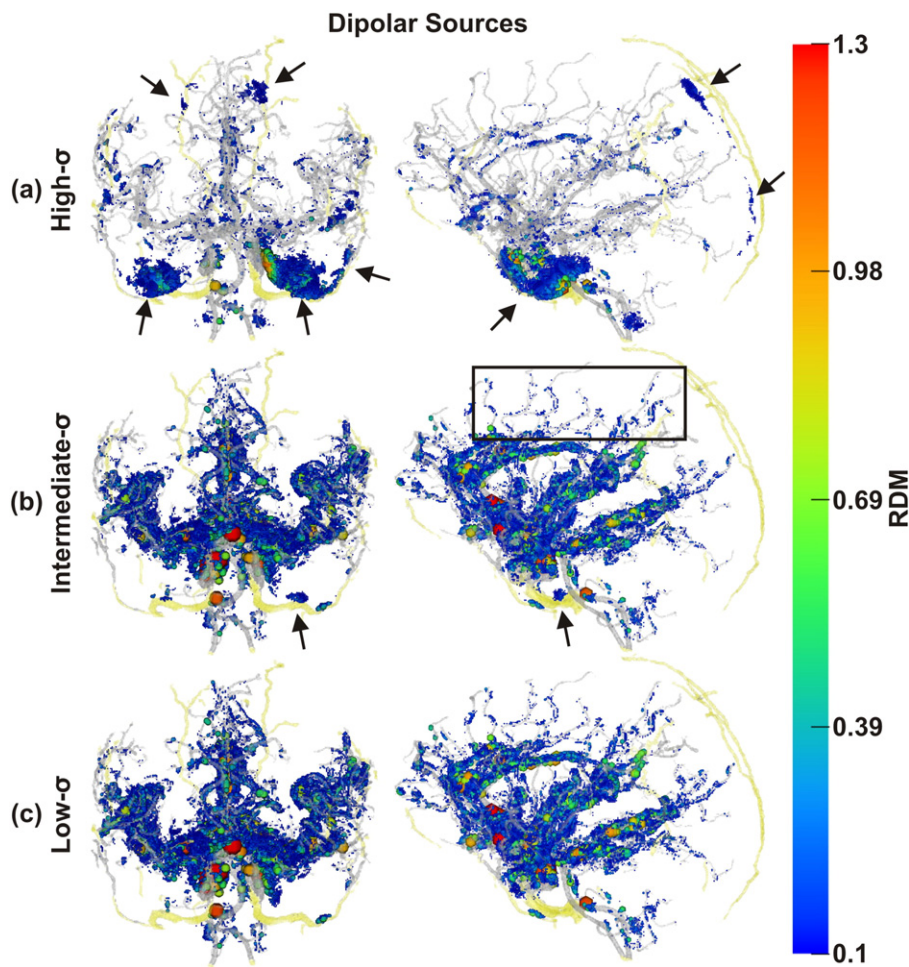 Dipolar Sources
(a)
High-σ
(b)
Intermediate-σ
(c)
Low-σ
1.3
0.98
0.69
0.39
0.1
RDM